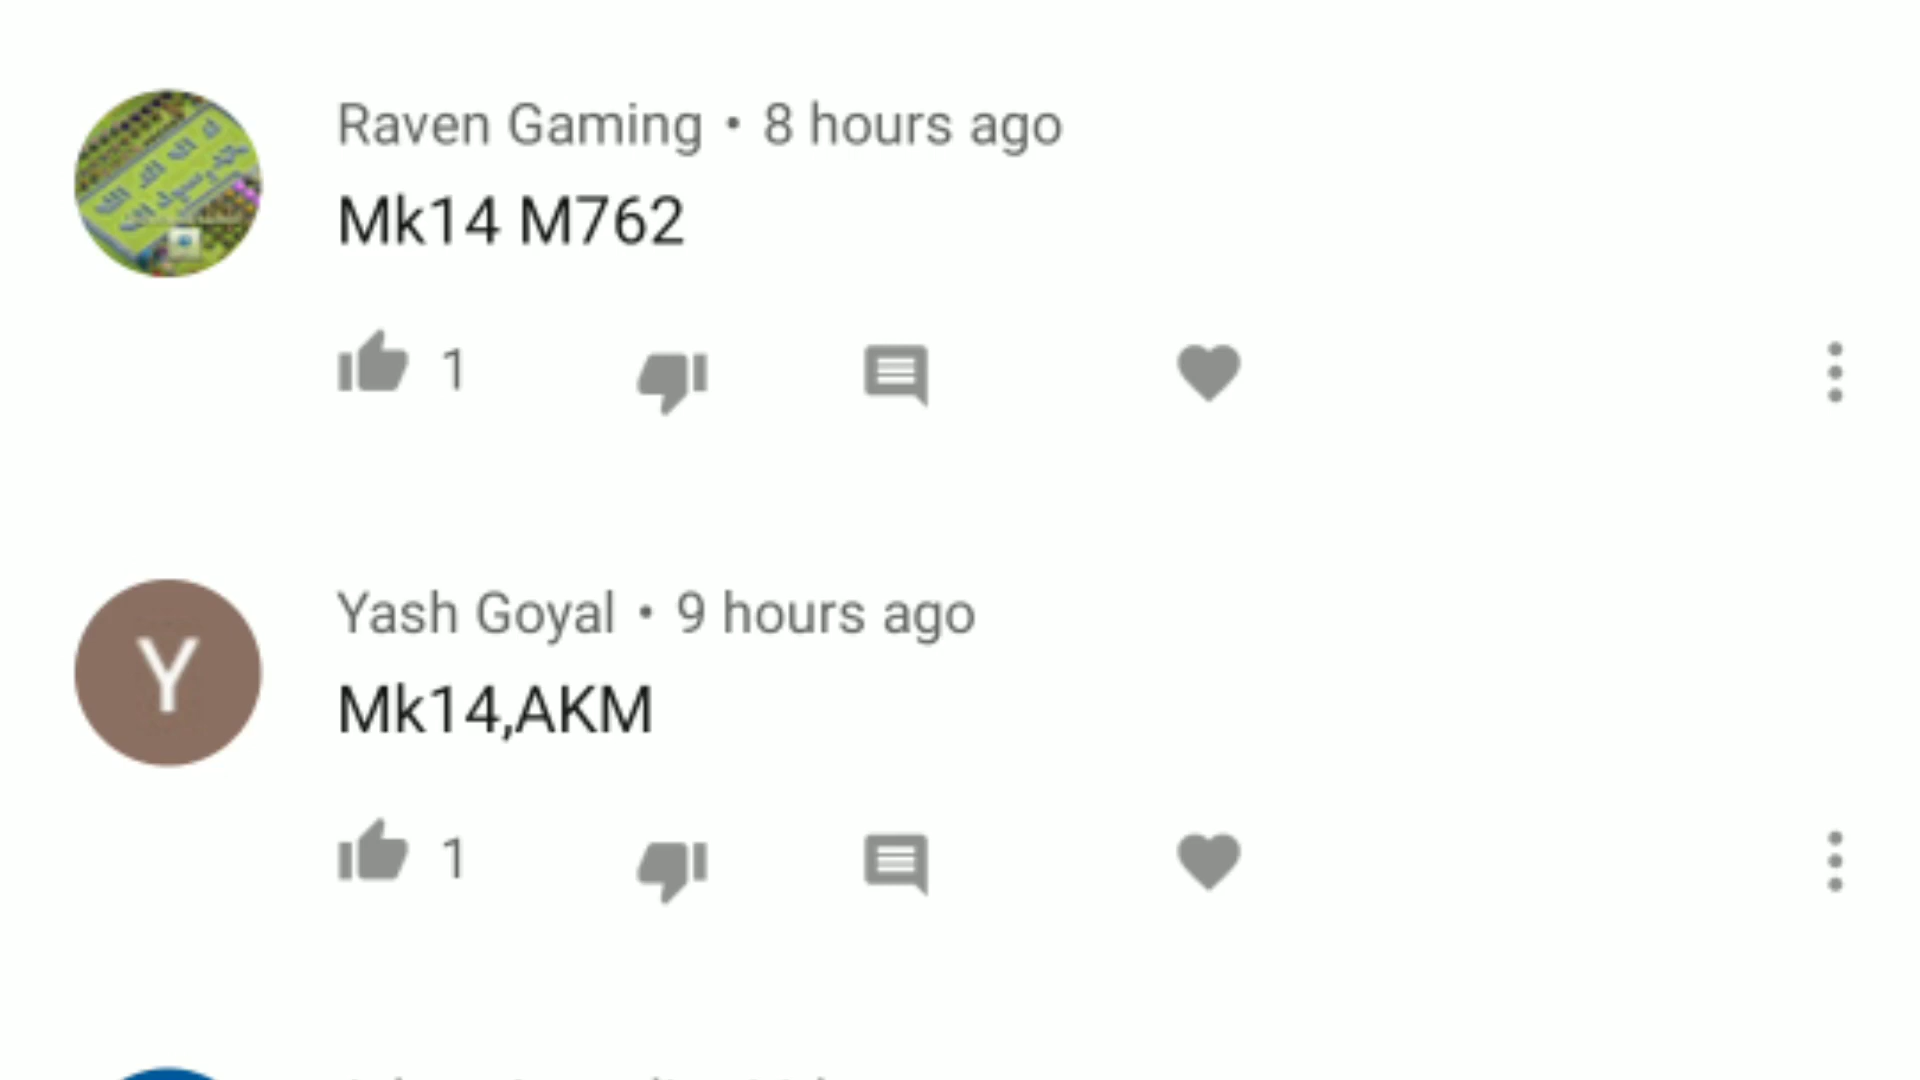 Raven Gaming • 8 hours ago
Mk14 M762
1
Y
Yash Goyal • 9 hours ago
Mk14,AKM
1